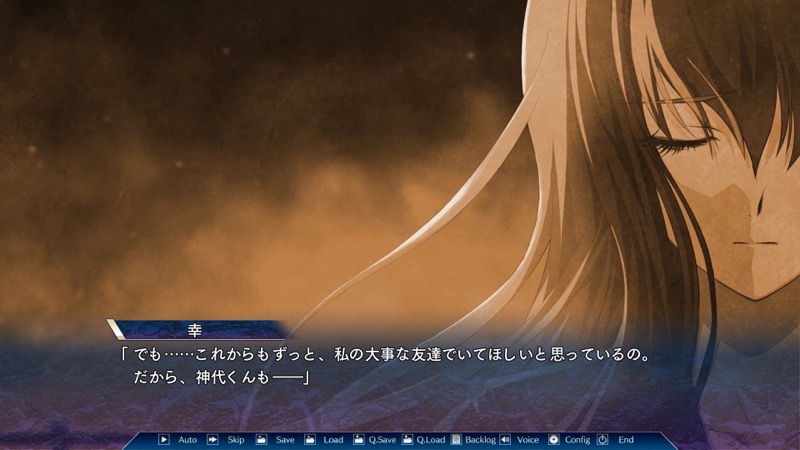 幸
「でも……これからもずっと、私の大事な友達でいてほしいと思っているの。
だから、神代くんも――」
Auto Skip Save Load Q.Save Q.Load Backlog Voice Config End